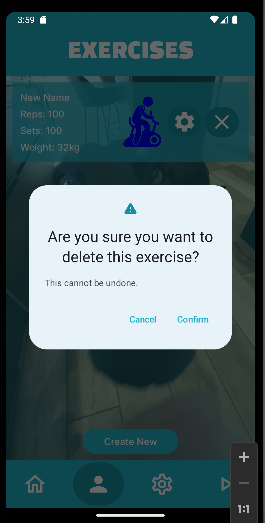 3:59
EXERCISES
New Name
Reps: 100
Sets: 100
Weight: 32kg
Are you sure you want to
delete this exercise?
This cannot be undone.
Cancel Confirm
Create New
1:1